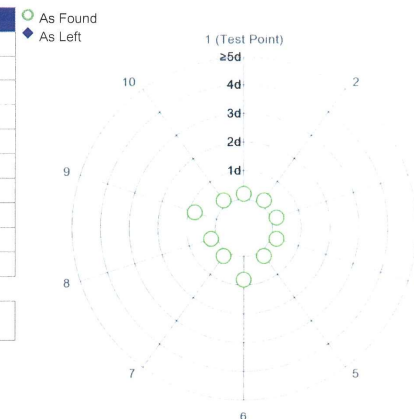 As Found
As Left
1 (Test Point)
≥5d
4d
3d
2d
1d
10
2
9
8
7
5
6